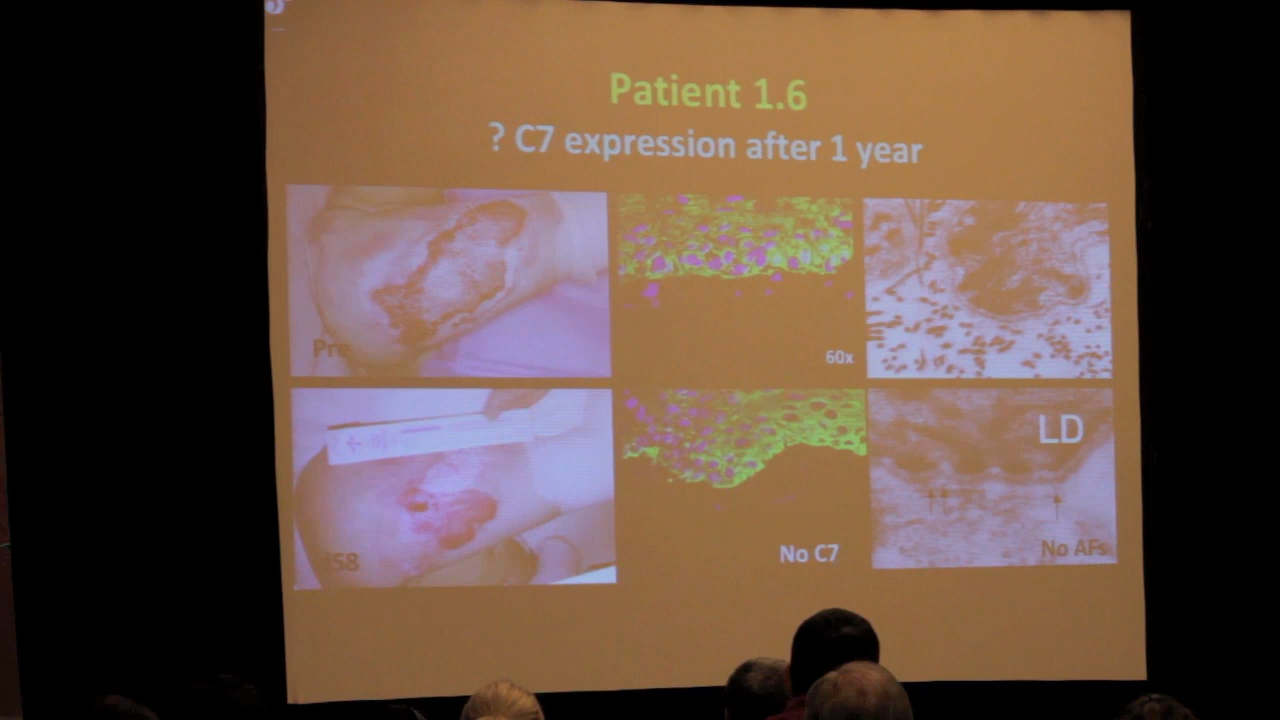 Patient 1.6
? C7 expression after 1 year
Pre
60x
LD
No C7
No AFs